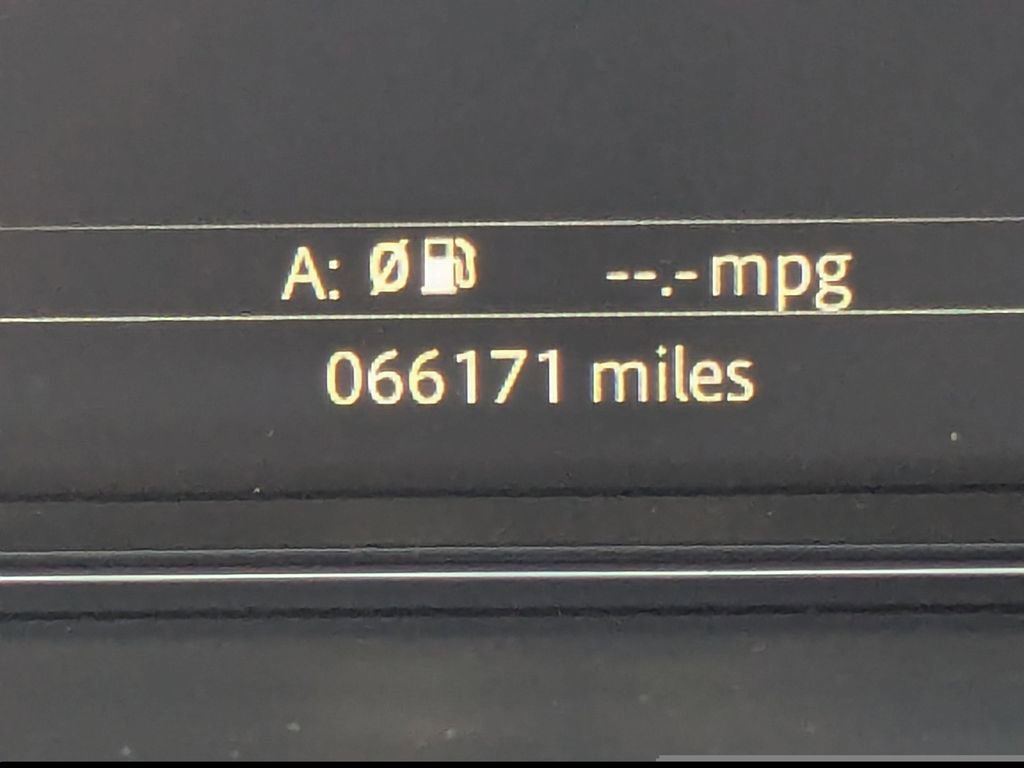 A: Ø --.- mpg
066171 miles